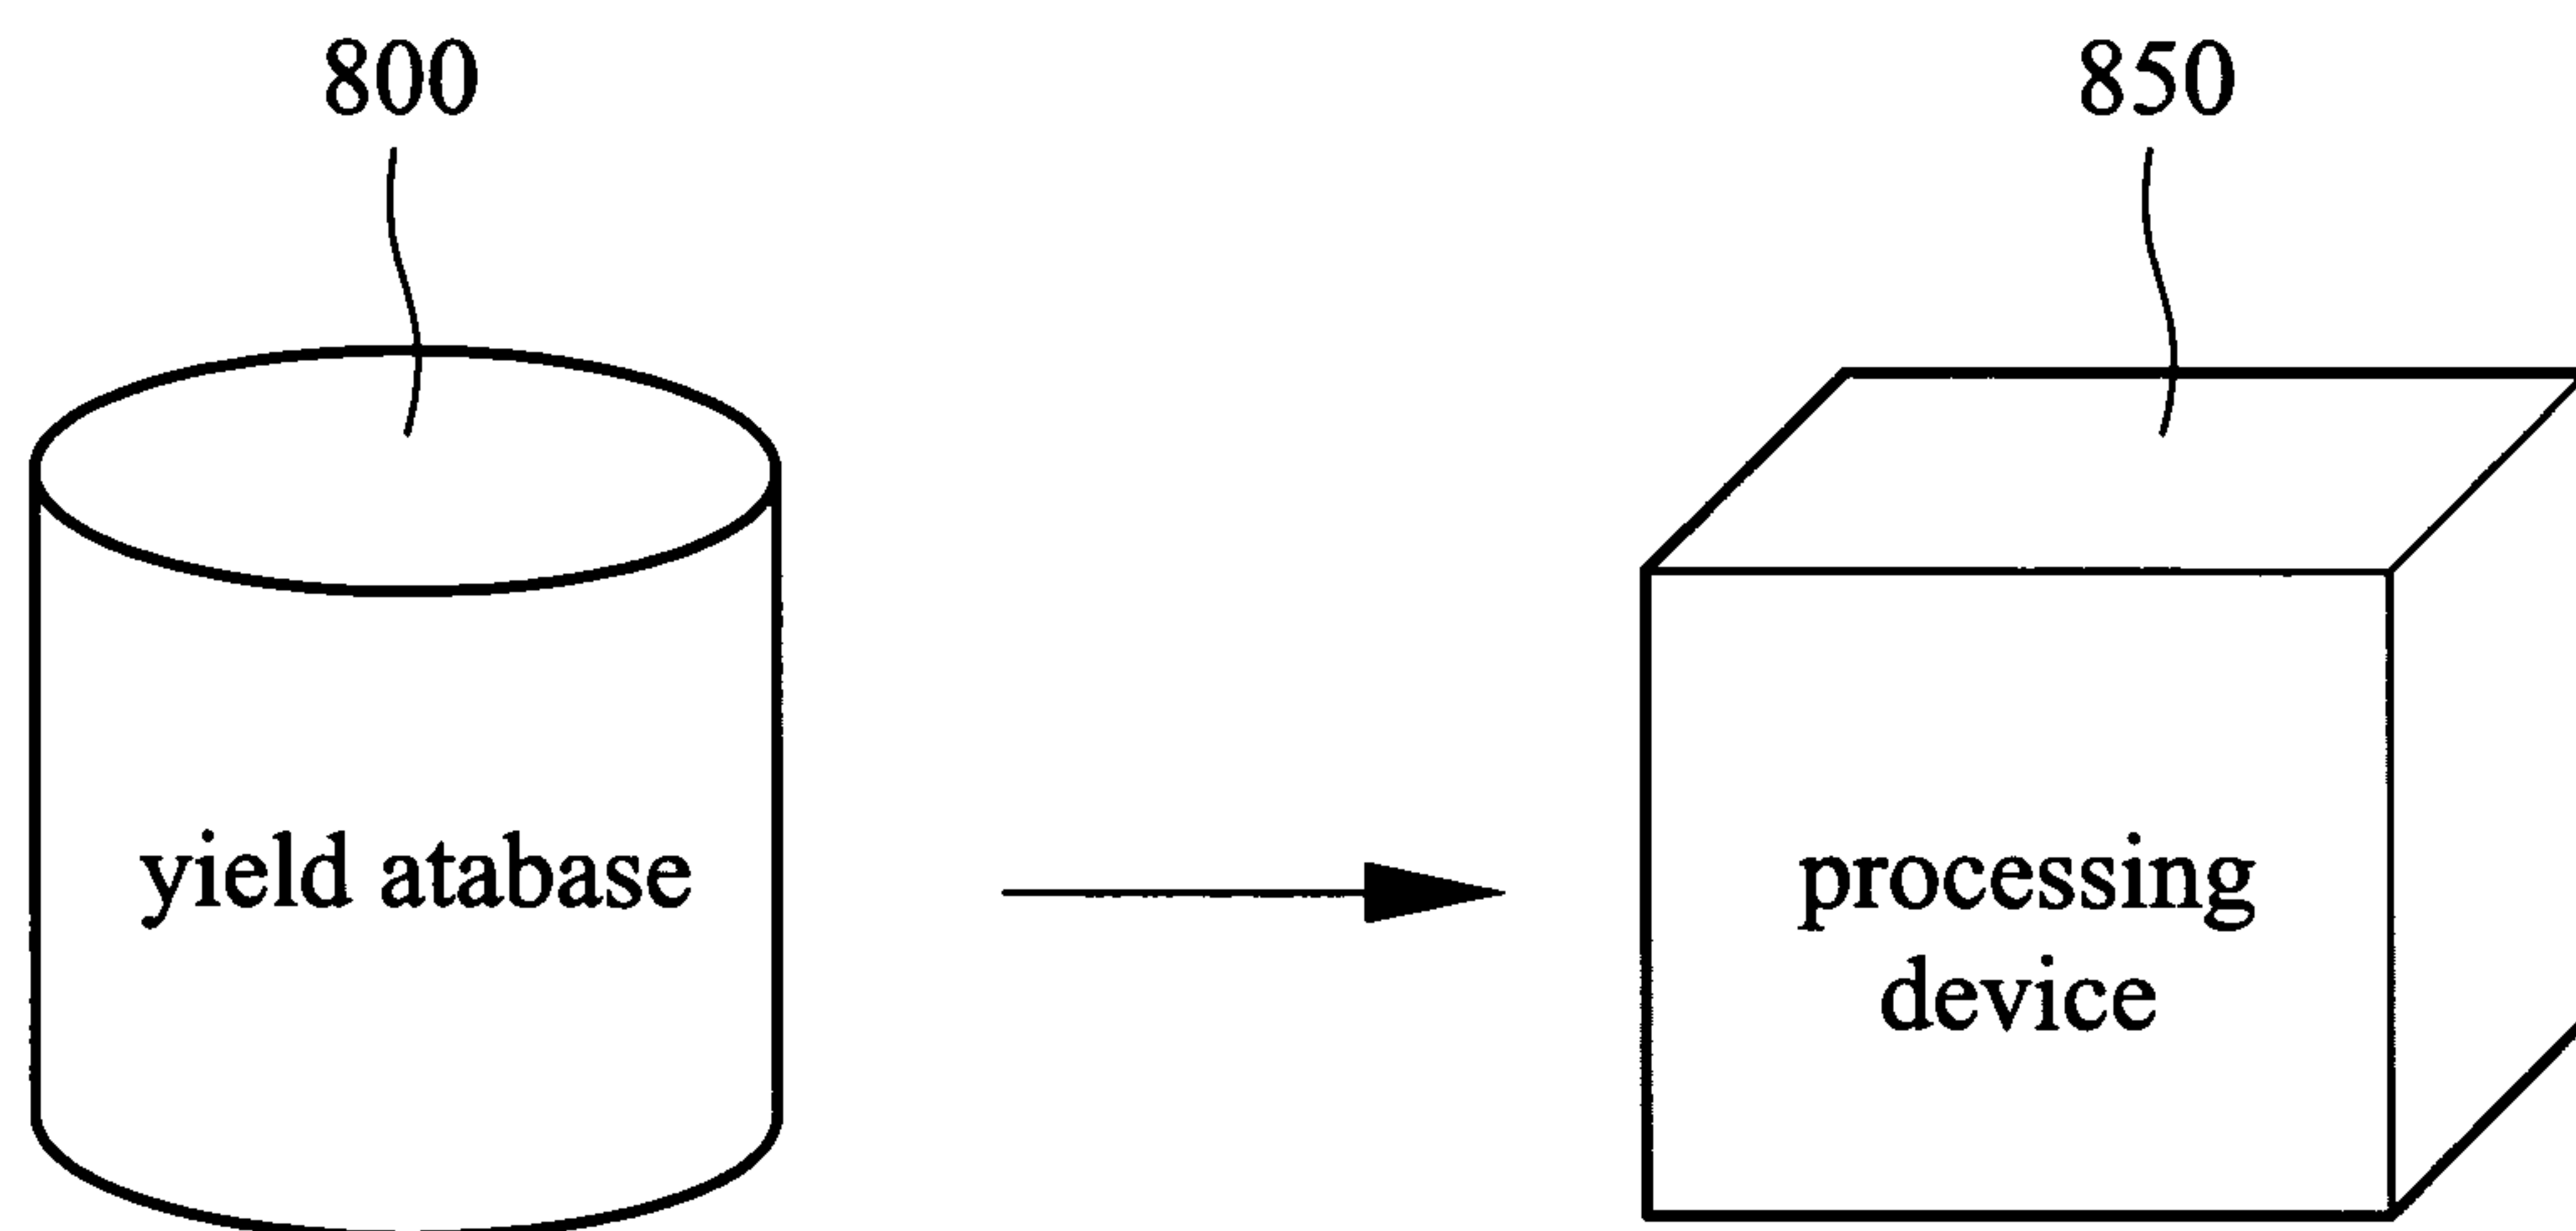 800
850
yield atabase
processing
device